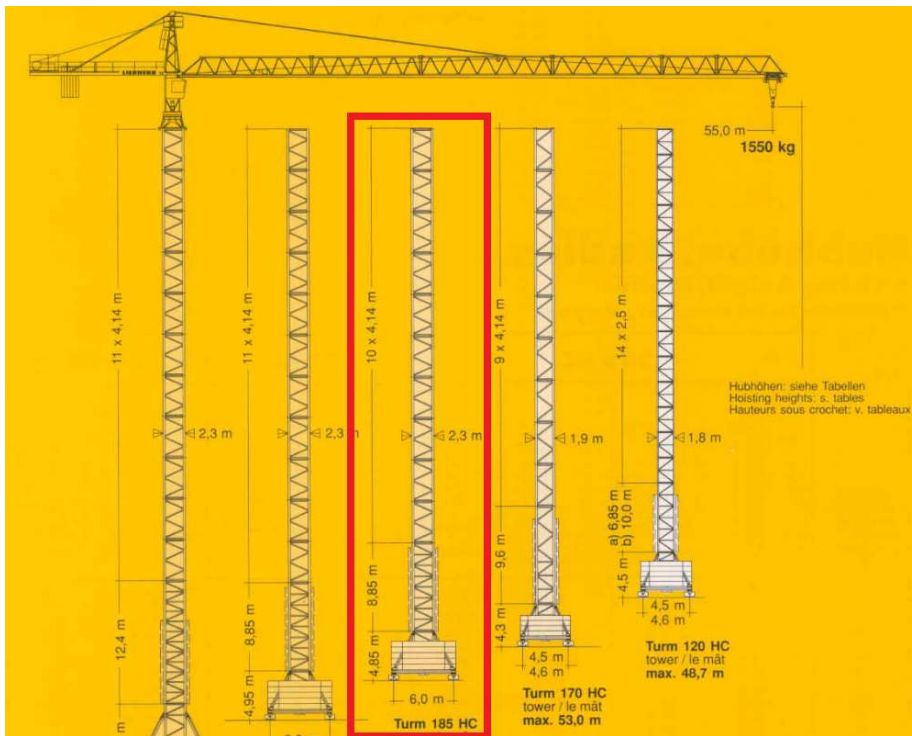 LIEBHERR
55,0 m
1550 kg
11 x 4,14 m
11 x 4,14 m
10 x 4,14 m
9 x 4,14 m
14 x 2,5 m
Hubhöhen: siehe Tabellen
Hoisting heights: s. tables
Hauteurs sous crochet: v. tableaux
2,3 m
2,3 m
2,3 m
1,9 m
1,8 m
12,4 m
8,85 m
8,85 m
9,6 m
a) 6,85 m
b) 10,0 m
m
4,95 m
4,85 m
4,3 m
4,5 m
6,0 m
4,5 m
4,6 m
4,5 m
4,6 m
Turm 185 HC
Turm 170 HC
tower / le mât
max. 53,0 m
Turm 120 HC
tower / le mât
max. 48,7 m